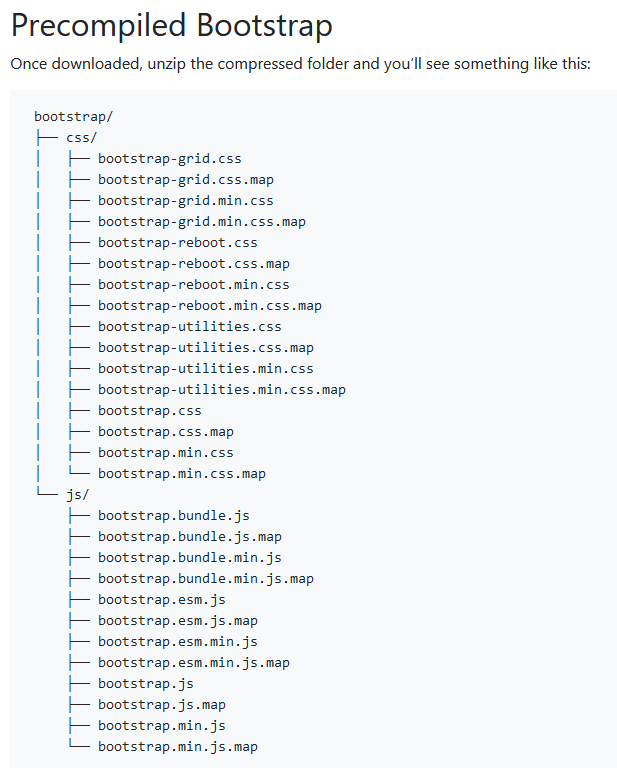 Precompiled Bootstrap
Once downloaded, unzip the compressed folder and you’ll see something like this:
bootstrap/
├── css/
│   ├── bootstrap-grid.css
│   ├── bootstrap-grid.css.map
│   ├── bootstrap-grid.min.css
│   ├── bootstrap-grid.min.css.map
│   ├── bootstrap-reboot.css
│   ├── bootstrap-reboot.css.map
│   ├── bootstrap-reboot.min.css
│   ├── bootstrap-reboot.min.css.map
│   ├── bootstrap-utilities.css
│   ├── bootstrap-utilities.css.map
│   ├── bootstrap-utilities.min.css
│   ├── bootstrap-utilities.min.css.map
│   ├── bootstrap.css
│   ├── bootstrap.css.map
│   ├── bootstrap.min.css
│   └── bootstrap.min.css.map
└── js/
    ├── bootstrap.bundle.js
    ├── bootstrap.bundle.js.map
    ├── bootstrap.bundle.min.js
    ├── bootstrap.bundle.min.js.map
    ├── bootstrap.esm.js
    ├── bootstrap.esm.js.map
    ├── bootstrap.esm.min.js
    ├── bootstrap.esm.min.js.map
    ├── bootstrap.js
    ├── bootstrap.js.map
    ├── bootstrap.min.js
    └── bootstrap.min.js.map